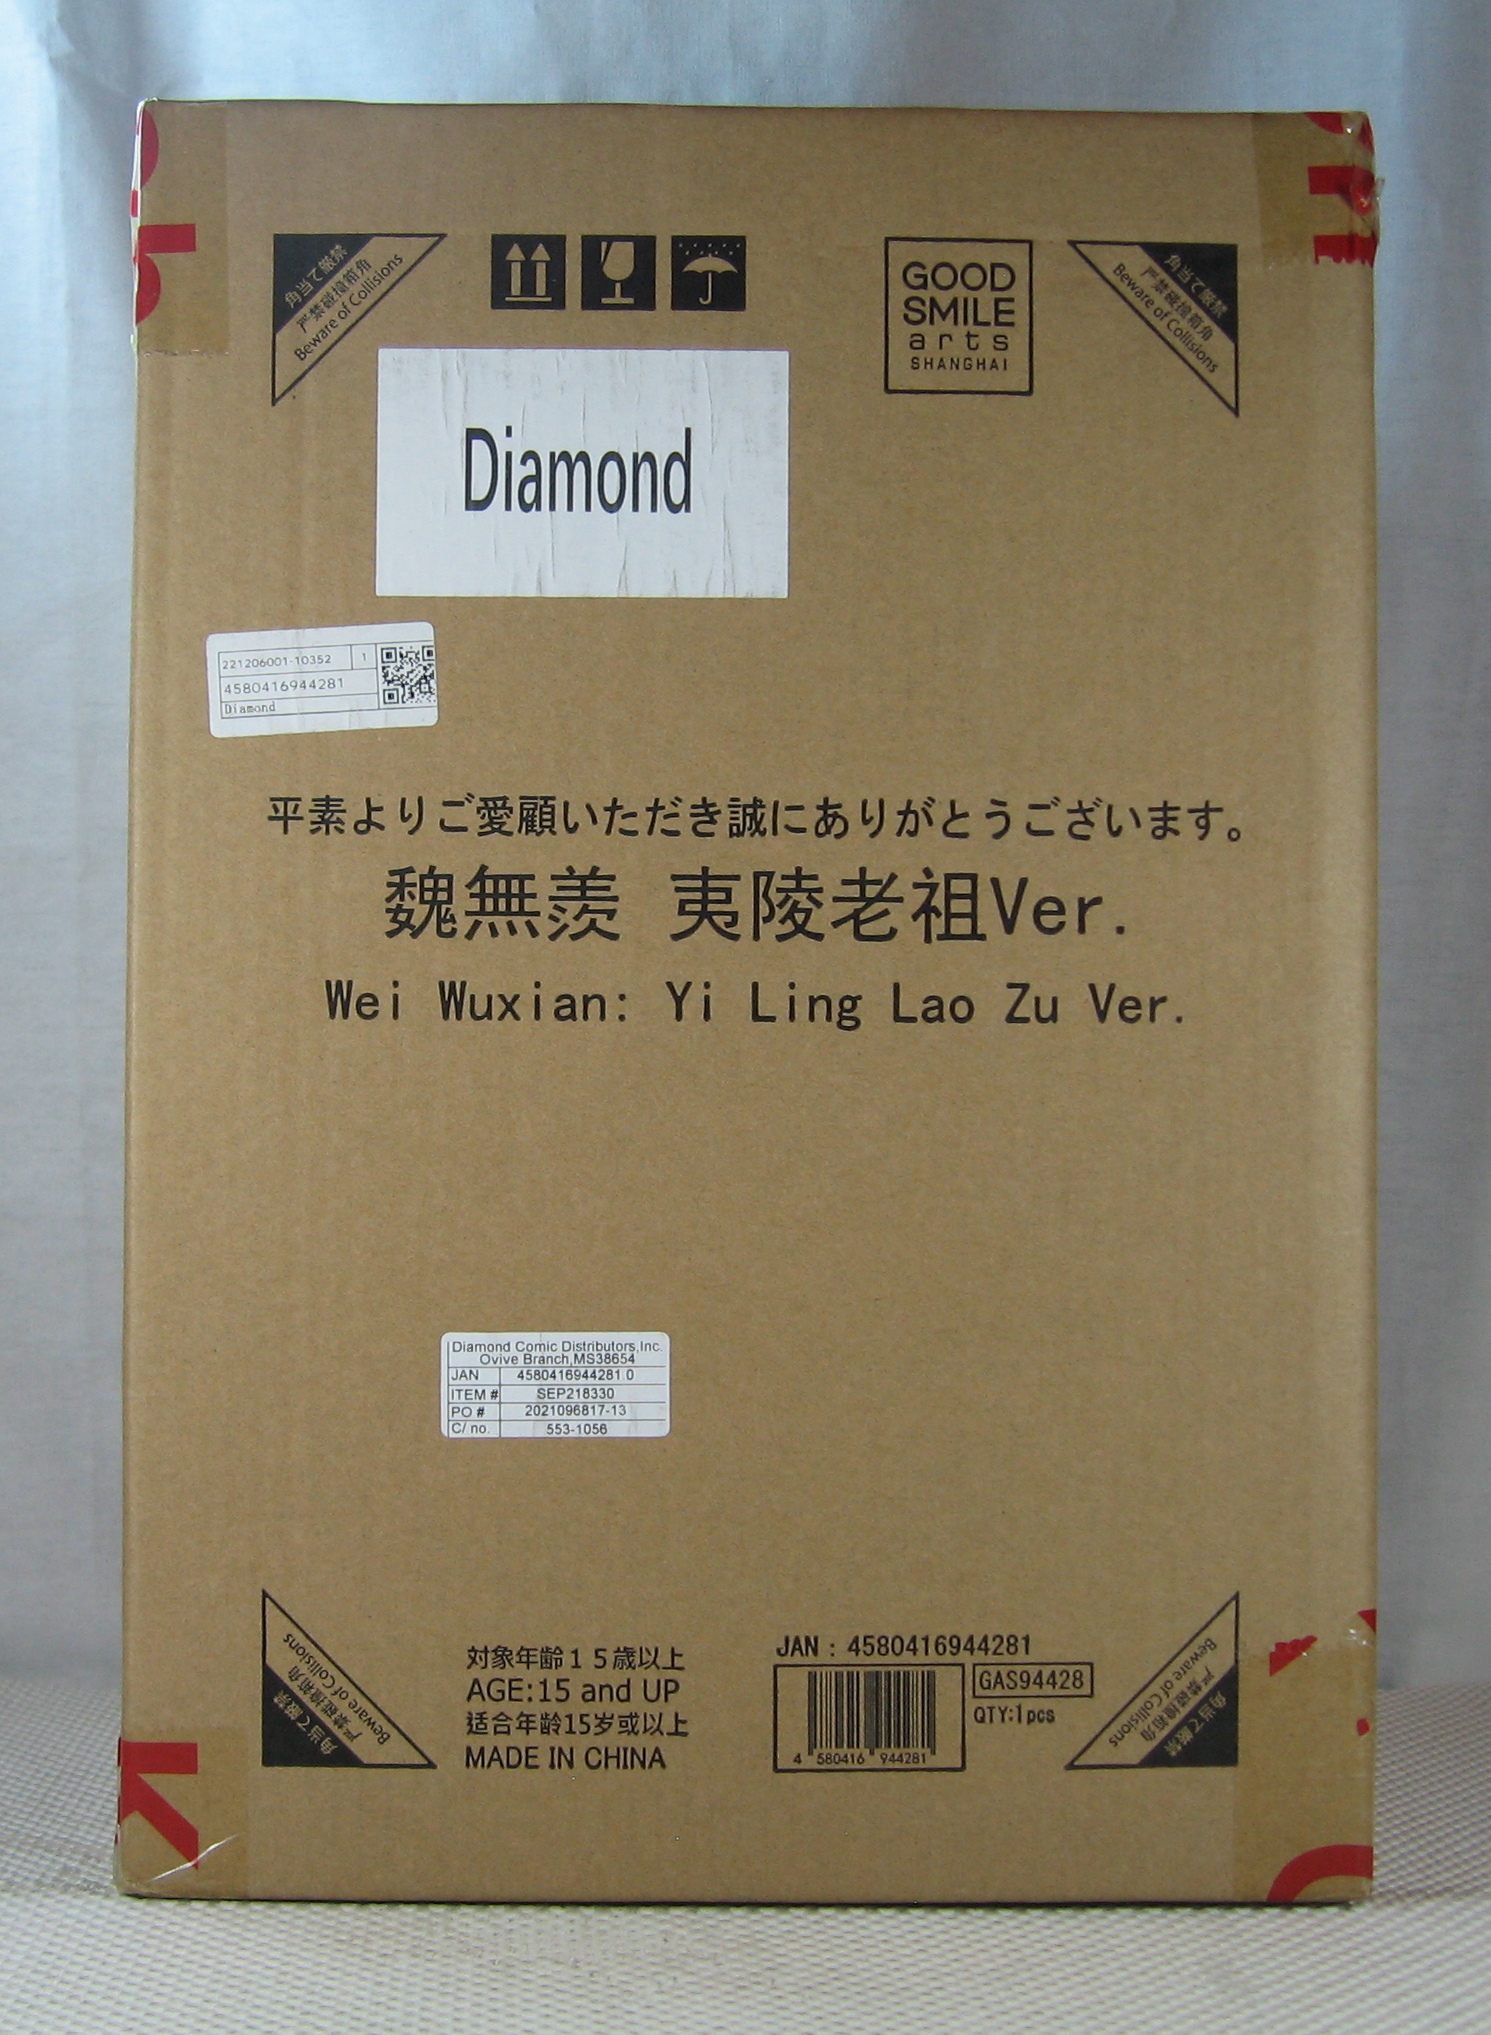 角当て厳禁
严禁碰撞箱角
Beware of Collisions
GOOD
SMILE
arts
SHANGHAI
角当て厳禁
严禁碰撞箱角
Beware of Collisions
Diamond
221206001-10352 1
4580416944281
Diamond
平素よりご愛顧いただき誠にありがとうございます。
魏無羨 夷陵老祖Ver.
Wei Wuxian: Yi Ling Lao Zu Ver.
Diamond Comic Distributors,Inc.
Ovive Branch,MS38654
JAN 4580416944281 0
ITEM # SEP218330
PO # 2021096817-13
C/ no. 553-1056
角当て厳禁
严禁碰撞箱角
Beware of Collisions
対象年齢１５歳以上
AGE:15 and UP
适合年龄15岁或以上
MADE IN CHINA
JAN : 4580416944281
GAS94428
QTY:1pcs
4 580416 944281
Beware of Collisions
严禁碰撞箱角
角当て厳禁